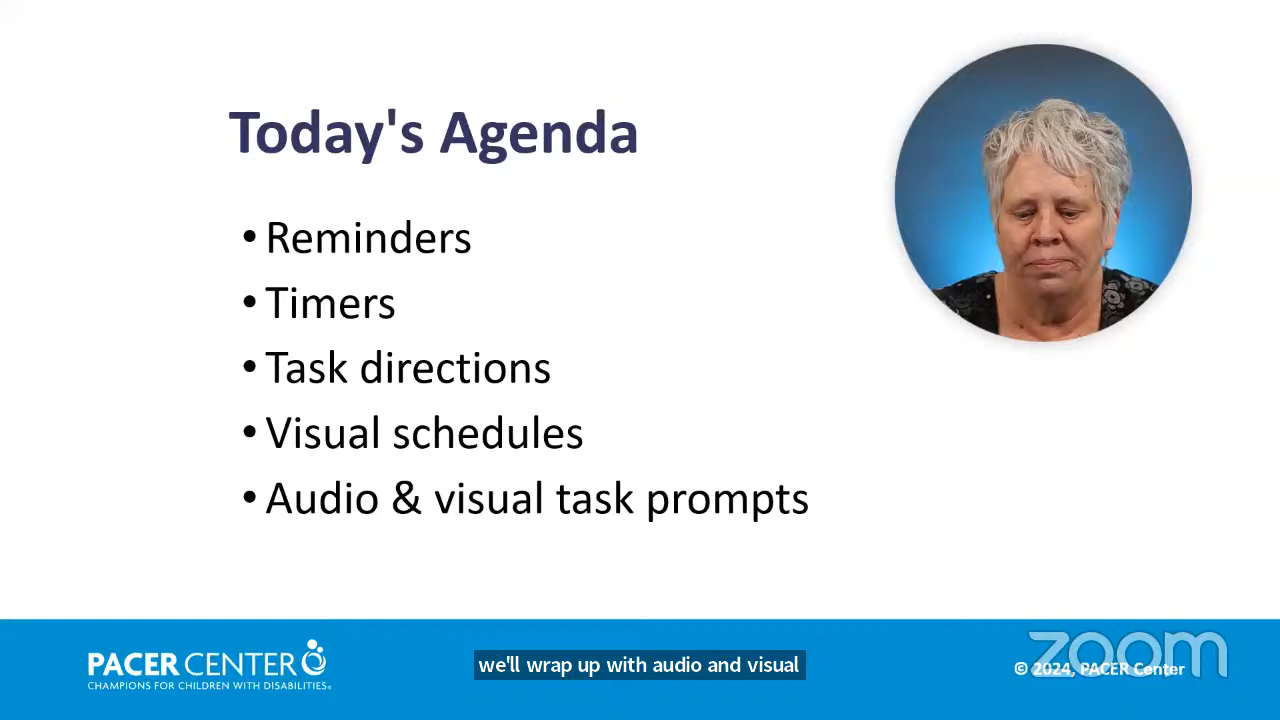 Today's Agenda
• Reminders
• Timers
• Task directions
• Visual schedules
• Audio & visual task prompts
PACER CENTER
CHAMPIONS FOR CHILDREN WITH DISABILITIES®
we'll wrap up with audio and visual
© 2024, PACER Center
zoom